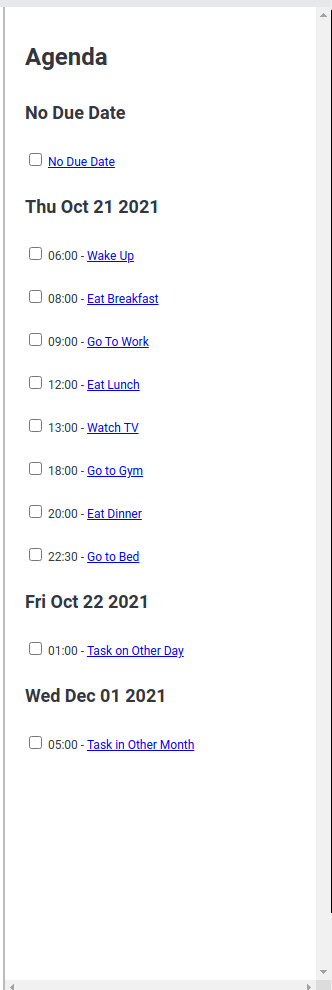 Agenda
No Due Date
No Due Date
Thu Oct 21 2021
06:00 - Wake Up
08:00 - Eat Breakfast
09:00 - Go To Work
12:00 - Eat Lunch
13:00 - Watch TV
18:00 - Go to Gym
20:00 - Eat Dinner
22:30 - Go to Bed
Fri Oct 22 2021
01:00 - Task on Other Day
Wed Dec 01 2021
05:00 - Task in Other Month